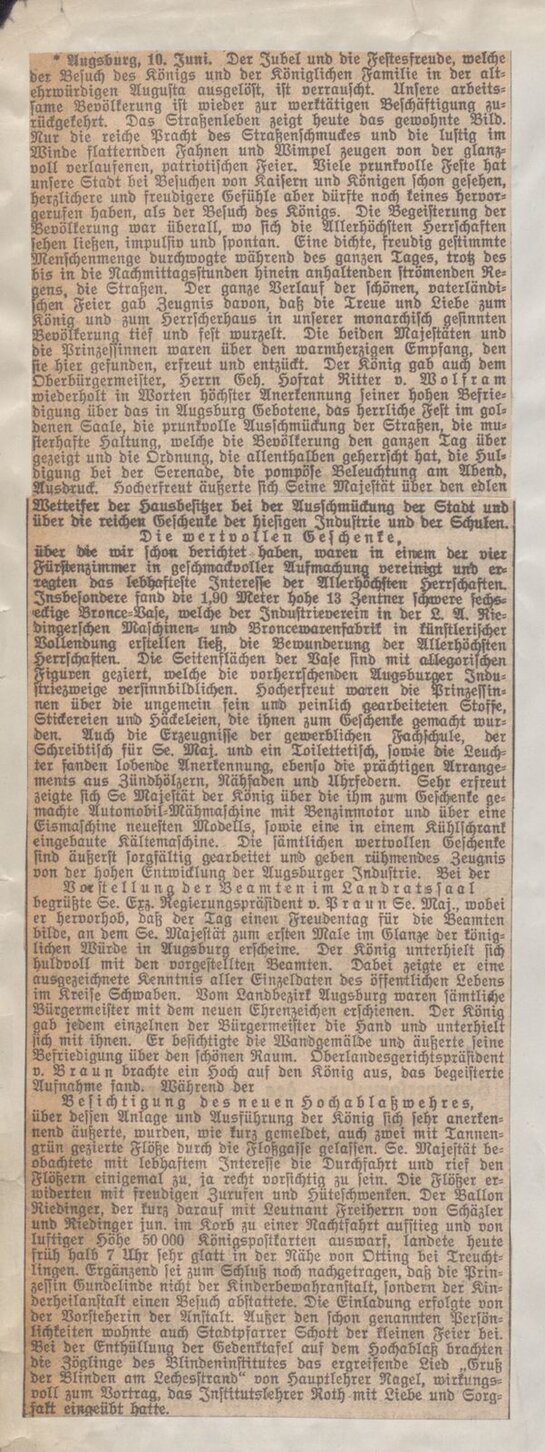 * Augsburg, 10. Juni. Der Jubel und die Festesfreude, welche
der Besuch des Königs und der Königlichen Familie in der alt-
ehrwürdigen Augusta ausgelöst, ist verrauscht. Unsere arbeits-
same Bevölkerung ist wieder zur werktätigen Beschäftigung zu-
rückgekehrt. Das Straßenleben zeigt heute das gewohnte Bild.
Nur die reiche Pracht des Straßenschmuckes und die lustig im
Winde flatternden Fahnen und Wimpel zeugen von der glanz-
voll verlaufenen, patriotischen Feier. Viele prunkvolle Feste hat
unsere Stadt bei Besuchen von Kaisern und Königen schon gesehen,
herzlichere und freudigere Gefühle aber dürfte noch keines hervor-
gerufen haben, als der Besuch des Königs. Die Begeisterung der
Bevölkerung war überall, wo sich die Allerhöchsten Herrschaften
sehen ließen, impulsiv und spontan. Eine dichte, freudig gestimmte
Menschenmenge durchwogte während des ganzen Tages, trotz des
bis in die Nachmittagsstunden hinein anhaltenden strömenden Re-
gens, die Straßen. Der ganze Verlauf der schönen, vaterländi-
schen Feier gab Zeugnis davon, daß die Treue und Liebe zum
König und zum Herrscherhaus in unserer monarchisch gesinnten
Bevölkerung tief und fest wurzelt. Die beiden Majestäten und
die Prinzessinnen waren über den warmherzigen Empfang, den
sie hier gefunden, erfreut und entzückt. Der König gab auch dem
Oberbürgermeister, Herrn Geh. Hofrat Ritter v. Wolfram
wiederholt in Worten höchster Anerkennung seiner hohen Befrie-
digung über das in Augsburg Gebotene, das herrliche Fest im gol-
denen Saale, die prunkvolle Ausschmückung der Straßen, die mu-
sterhafte Haltung, welche die Bevölkerung den ganzen Tag über
gezeigt und die Ordnung, die allenthalben geherrscht hat, die Hul-
digung bei der Serenade, die pompöse Beleuchtung am Abend,
Ausdruck. Hocherfreut äußerte sich Seine Majestät über den edlen
Wetteifer der Hausbesitzer bei der Ausschmückung der Stadt und
über die reichen Geschenke der hiesigen Industrie und der Schulen.
Die wertvollen Geschenke,
über die wir schon berichtet haben, waren in einem der vier
Fürstenzimmer in geschmackvoller Aufmachung vereinigt und er-
regten das lebhafteste Interesse der Allerhöchsten Herrschaften.
Insbesondere fand die 1,90 Meter hohe 13 Zentner schwere sechs-
eckige Bronce-Vase, welche der Industrieverein in der L. A. Rie-
dingerschen Maschinen- und Broncewarenfabrik in künstlerischer
Vollendung erstellen ließ, die Bewunderung der Allerhöchsten
Herrschaften. Die Seitenflächen der Vase sind mit allegorischen
Figuren geziert, welche die vorherrschenden Augsburger Indu-
striezweige versinnbildlichen. Hocherfreut waren die Prinzessin-
nen über die ungemein fein und peinlich gearbeiteten Stoffe,
Stickereien und Häckeleien, die ihnen zum Geschenke gemacht wur-
den. Auch die Erzeugnisse der gewerblichen Fachschule, der
Schreibtisch für Se. Maj. und ein Toilettetisch, sowie die Leuch-
ter fanden lobende Anerkennung, ebenso die prächtigen Arrange-
ments aus Zündhölzern, Nähfaden und Uhrfedern. Sehr erfreut
zeigte sich Se Majestät der König über die ihm zum Geschenke ge-
machte Automobil-Mähmaschine mit Benzinmotor und über eine
Eismaschine neuesten Modells, sowie eine in einem Kühlschrank
eingebaute Kältemaschine. Die sämtlichen wertvollen Geschenke
sind äußerst sorgfältig gearbeitet und geben rühmendes Zeugnis
von der hohen Entwicklung der Augsburger Industrie. Bei der
Vorstellung der Beamten im Landratssaal
begrüßte Se. Exz. Regierungspräsident v. Praun Se. Maj., wobei
er hervorhob, daß der Tag einen Freudentag für die Beamten
bilde, an dem Se. Majestät zum ersten Male im Glanze der könig-
lichen Würde in Augsburg erscheine. Der König unterhielt sich
huldvoll mit den vorgestellten Beamten. Dabei zeigte er eine
ausgezeichnete Kenntnis aller Einzeldaten des öffentlichen Lebens
im Kreise Schwaben. Vom Landbezirk Augsburg waren sämtliche
Bürgermeister mit dem neuen Ehrenzeichen erschienen. Der König
gab jedem einzelnen der Bürgermeister die Hand und unterhielt
sich mit ihnen. Er besichtigte die Wandgemälde und äußerte seine
Befriedigung über den schönen Raum. Oberlandesgerichtspräsident
v. Braun brachte ein Hoch auf den König aus, das begeisterte
Aufnahme fand. Während der
Besichtigung des neuen Hochablaßwehres,
über dessen Anlage und Ausführung der König sich sehr anerken-
nend äußerte, wurden, wie kurz gemeldet, auch zwei mit Tannen-
grün gezierte Flöße durch die Floßgasse gelassen. Se. Majestät be-
obachtete mit lebhaftem Interesse die Durchfahrt und rief den
Flößern einigemal zu, ja recht vorsichtig zu sein. Die Flößer er-
widerten mit freudigen Zurufen und Hüteschwenken. Der Ballon
Riedinger, der kurz darauf mit Leutnant Freiherrn von Schäzler
und Riedinger jun. im Korb zu einer Nachtfahrt aufstieg und von
luftiger Höhe 50 000 Königspostkarten auswarf, landete heute
früh halb 7 Uhr sehr glatt in der Nähe von Otting bei Treucht-
lingen. Ergänzend sei zum Schluß noch nachgetragen, daß die Prin-
zessin Gundelinde nicht der Kinderbewahranstalt, sondern der Kin-
derheilanstalt einen Besuch abstattete. Die Einladung erfolgte von
der Vorsteherin der Anstalt. Außer den schon genannten Persön-
lichkeiten wohnte auch Stadtpfarrer Schott der kleinen Feier bei.
Bei der Enthüllung der Gedenktafel auf dem Hochablaß brachten
die Zöglinge des Blindeninstitutes das ergreifende Lied „Gruß
der Blinden am Lechesstrand“ von Hauptlehrer Nagel, wirkungs-
voll zum Vortrag, das Institutslehrer Roth mit Liebe und Sorg-
falt eingeübt hatte.